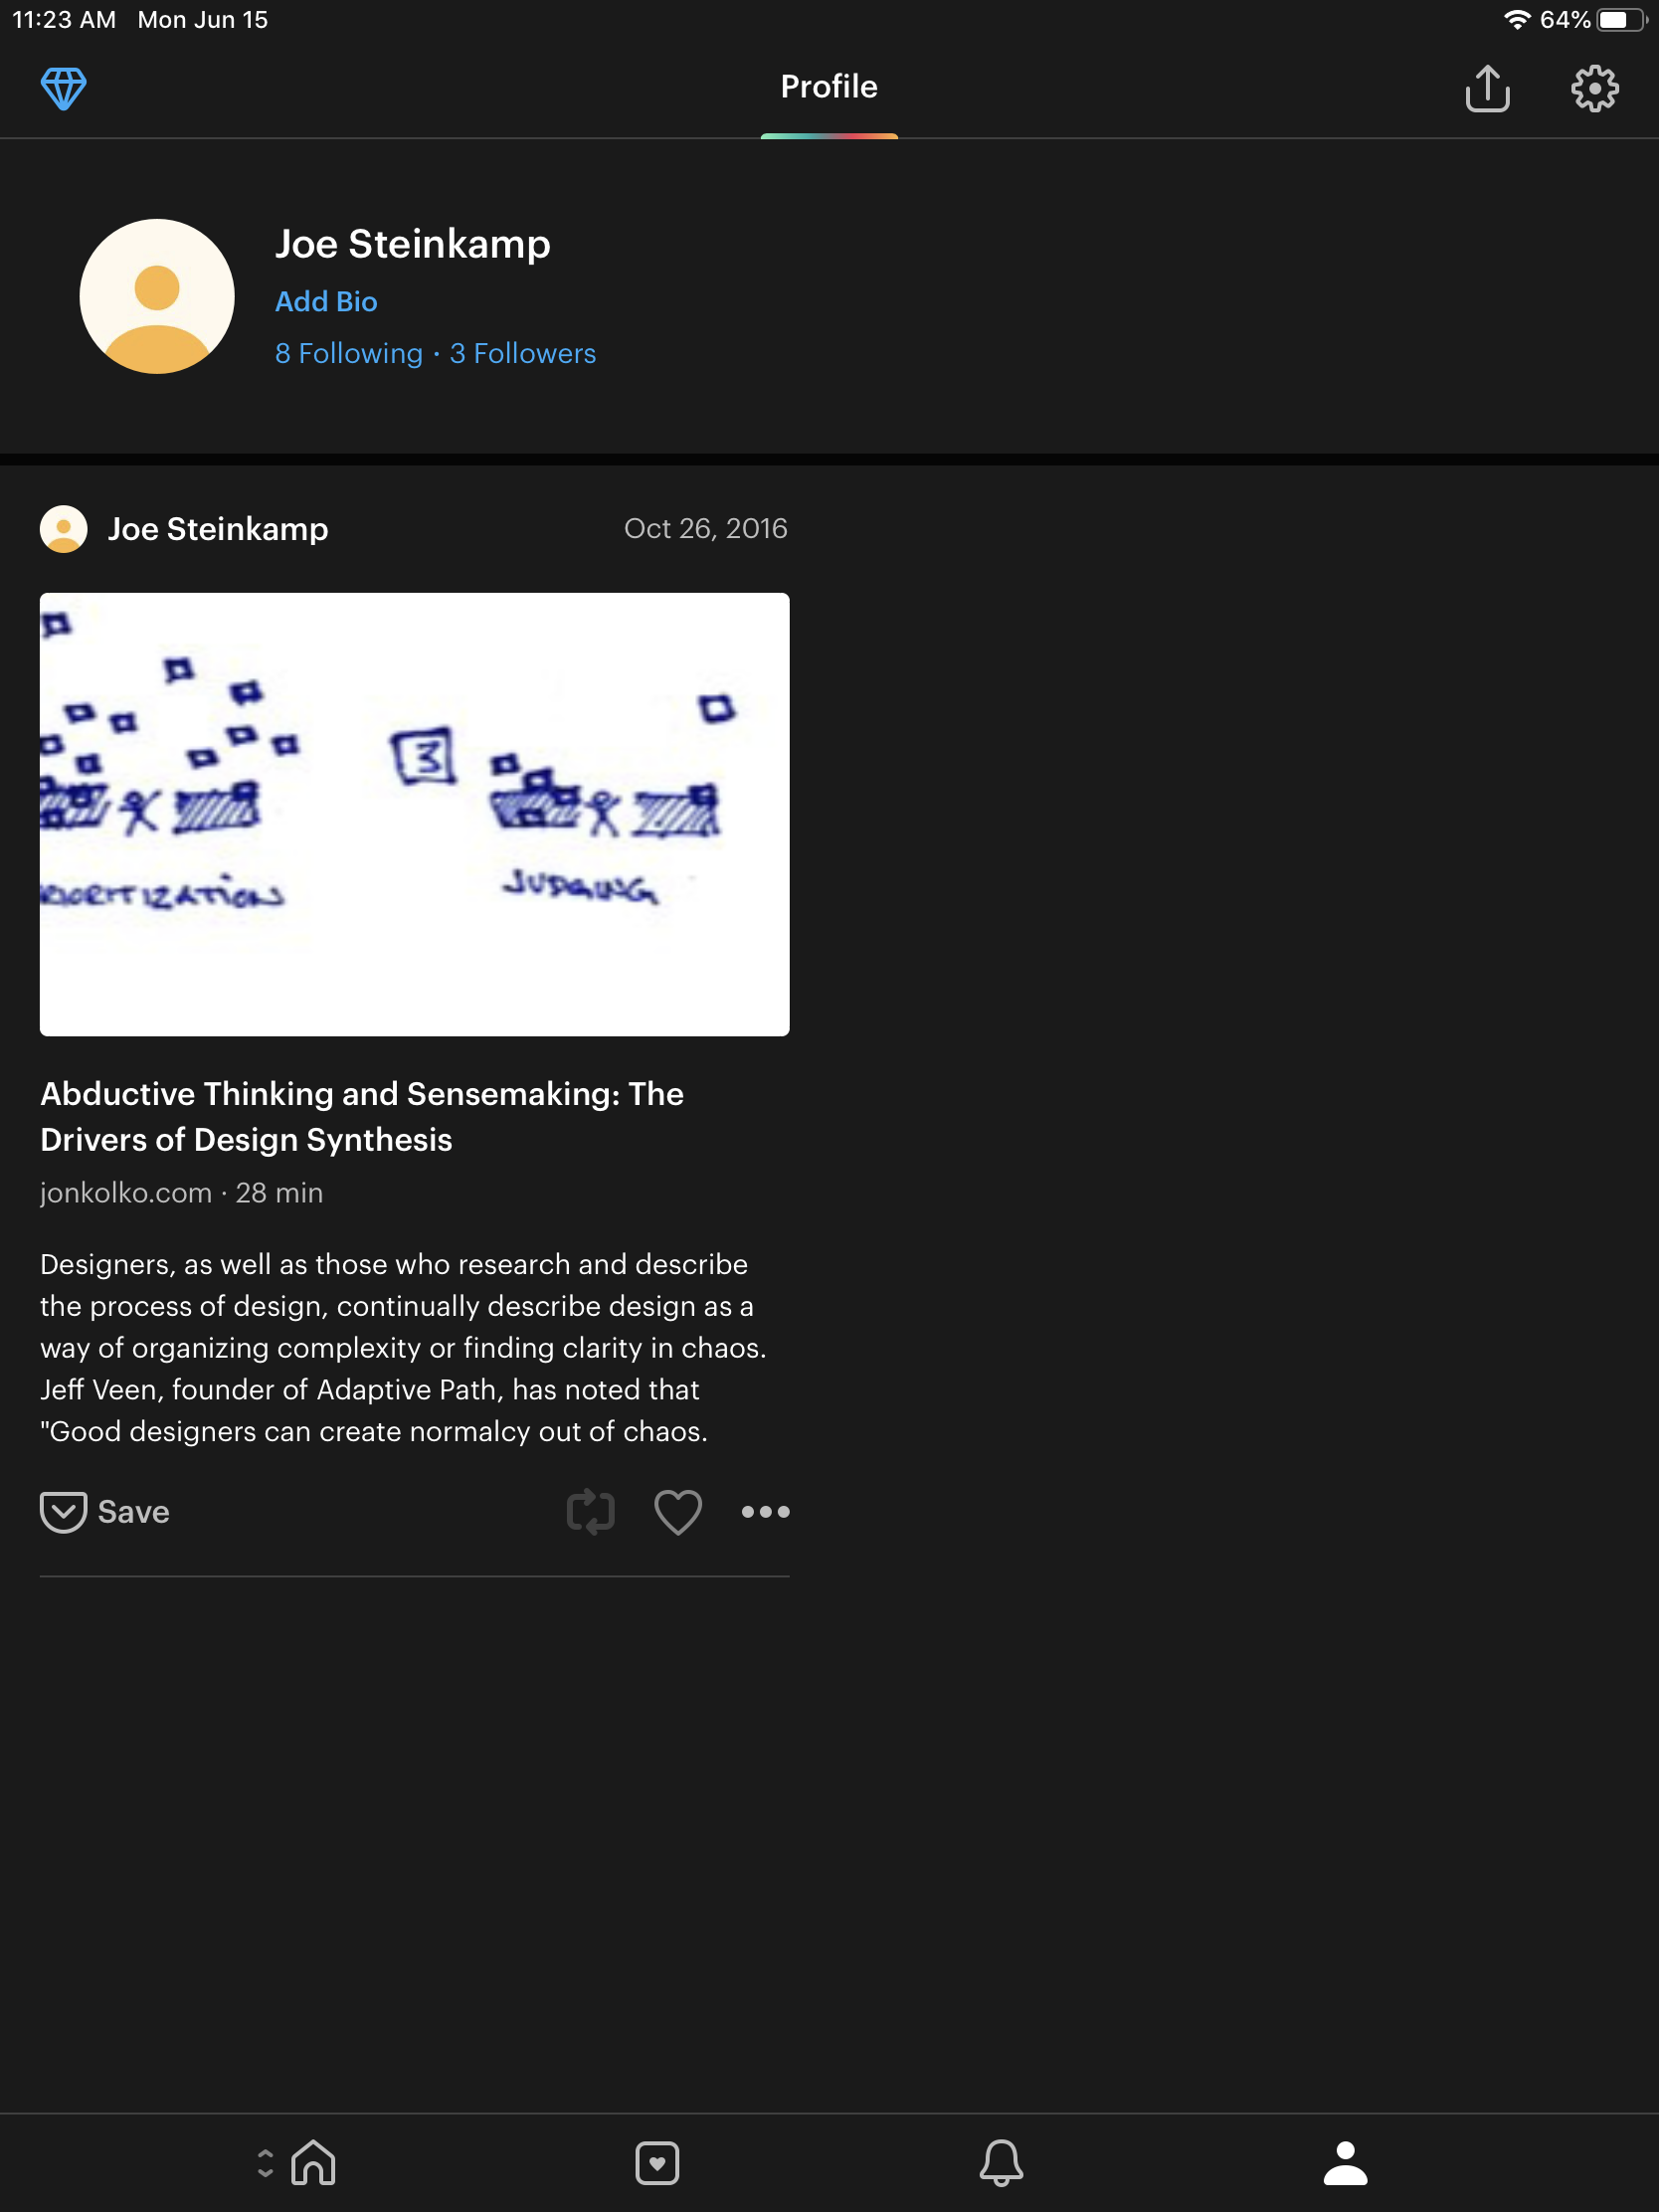 11:23 AM Mon Jun 15 64%
Profile
Joe Steinkamp
Add Bio
8 Following · 3 Followers
Joe Steinkamp Oct 26, 2016
3
JUDGING
Abductive Thinking and Sensemaking: The
Drivers of Design Synthesis
jonkolko.com · 28 min
Designers, as well as those who research and describe
the process of design, continually describe design as a
way of organizing complexity or finding clarity in chaos.
Jeff Veen, founder of Adaptive Path, has noted that
"Good designers can create normalcy out of chaos.
Save